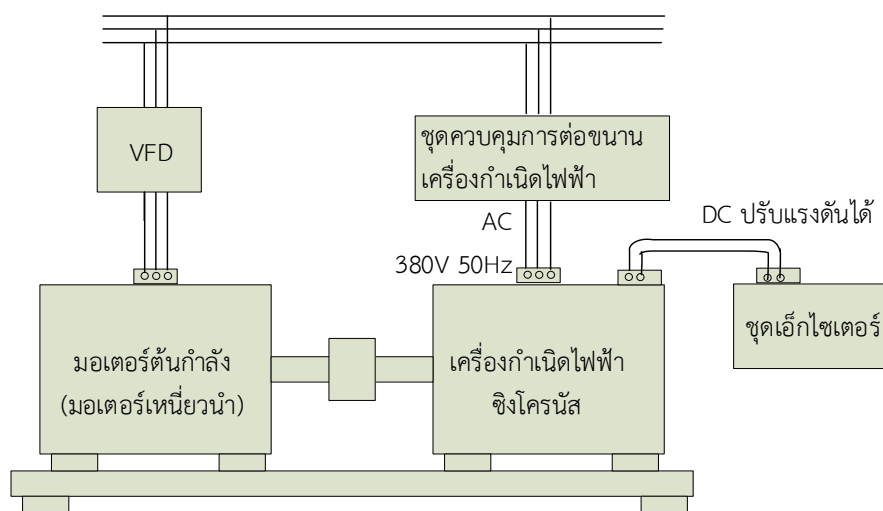 VFD
ชุดควบคุมการต่อขนาน
เครื่องกำเนิดไฟฟ้า
AC
380V 50Hz
DC ปรับแรงดันได้
มอเตอร์ต้นกำลัง
(มอเตอร์เหนี่ยวนำ)
เครื่องกำเนิดไฟฟ้า
ซิงโครนัส
ชุดเอ็กไซเตอร์